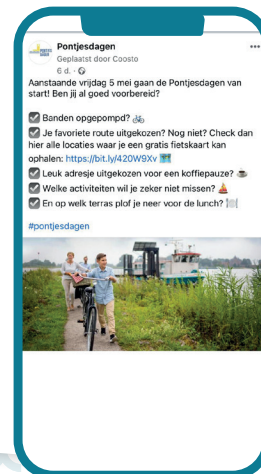 Pontjesdagen
Geplaatst door Coosto
6 d.
Aanstaande vrijdag 5 mei gaan de Pontjesdagen van
start! Ben jij al goed voorbereid?
✅ Banden opgepompd? 🚲
✅ Je favoriete route uitgekozen? Nog niet? Check dan
hier alle locaties waar je een gratis fietskaart kan
ophalen: https://bit.ly/42OW9Xv 🗺️
✅ Leuk adresje uitgekozen voor een koffiepauze? ☕
✅ Welke activiteiten wil je zeker niet missen? ⛵
✅ En op welk terras plof je neer voor de lunch? 🍽️
#pontjesdagen